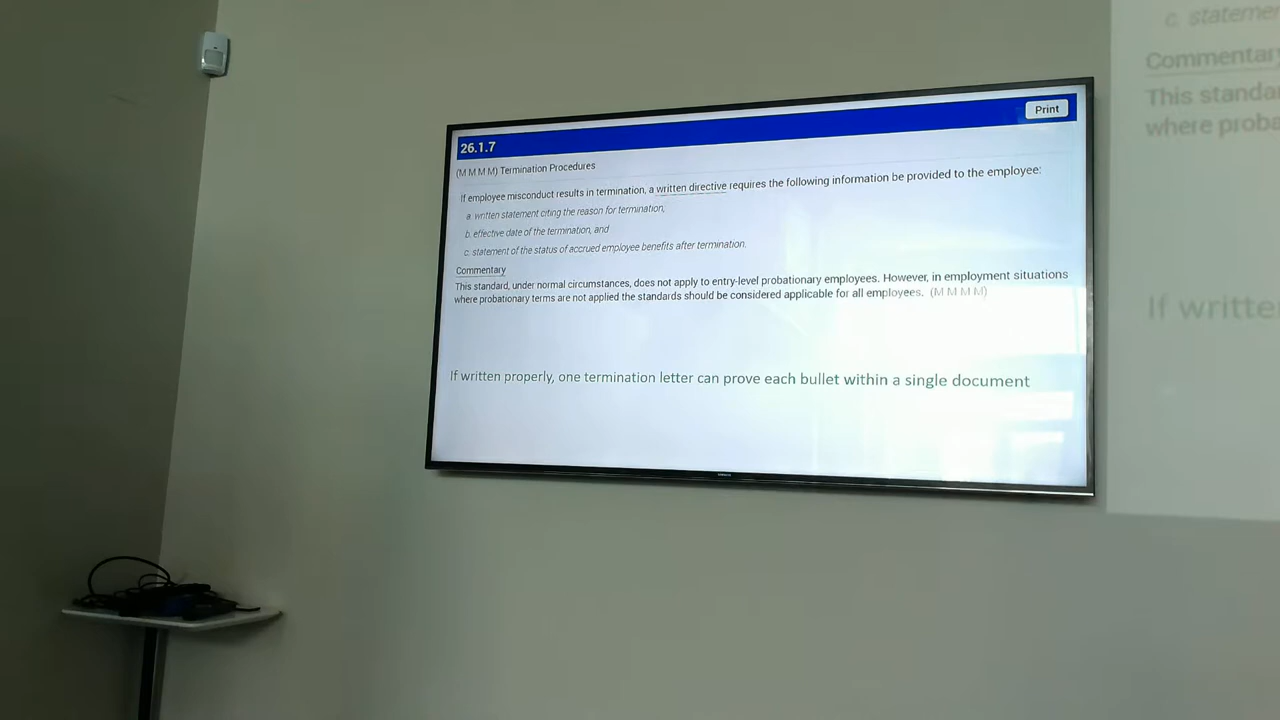 26.1.7
Print
(M M M M) Termination Procedures
If employee misconduct results in termination, a written directive requires the following information be provided to the employee:
a. written statement citing the reason for termination;
b. effective date of the termination; and
c. statement of the status of accrued employee benefits after termination.
Commentary
This standard, under normal circumstances, does not apply to entry-level probationary employees. However, in employment situations
where probationary terms are not applied the standards should be considered applicable for all employees. (M M M M)
If written properly, one termination letter can prove each bullet within a single document
c. stateme
Commentar
This standa
where proba
If writte